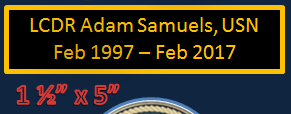 LCDR Adam Samuels, USN
Feb 1997 – Feb 2017
1 ½” x 5”